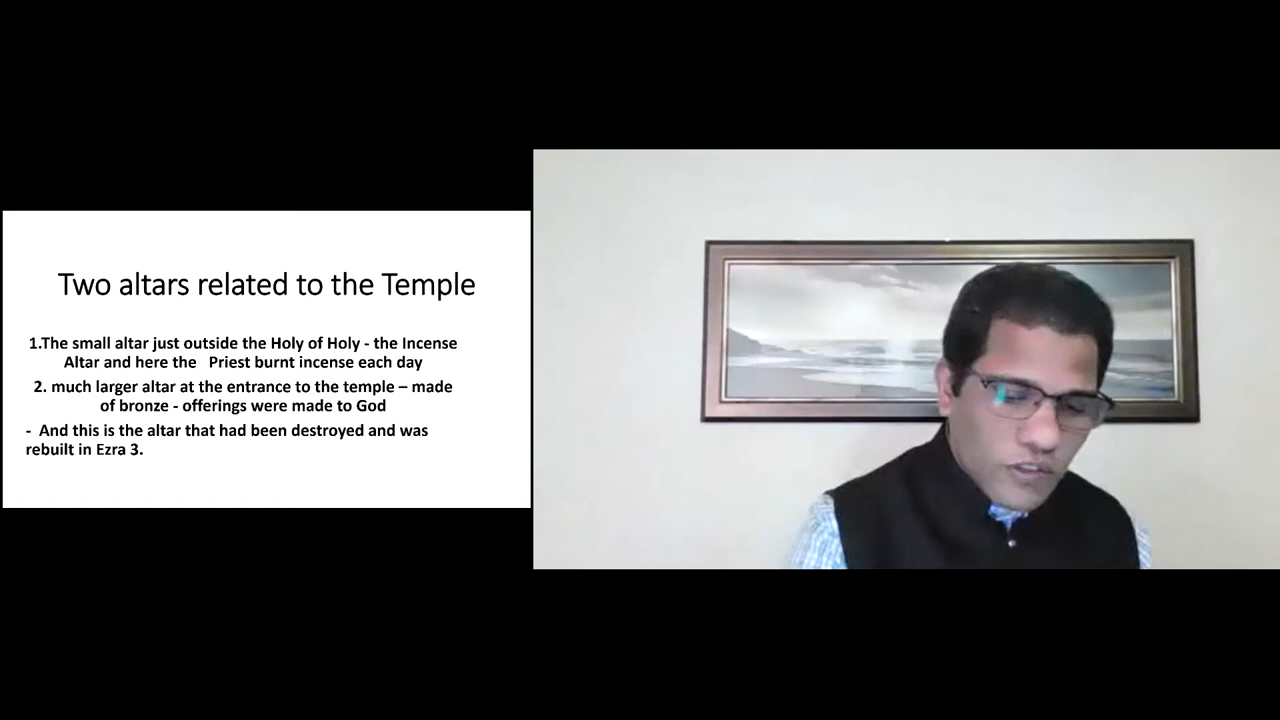 Two altars related to the Temple
1.The small altar just outside the Holy of Holy - the Incense
Altar and here the Priest burnt incense each day
2. much larger altar at the entrance to the temple – made
of bronze - offerings were made to God
- And this is the altar that had been destroyed and was
rebuilt in Ezra 3.